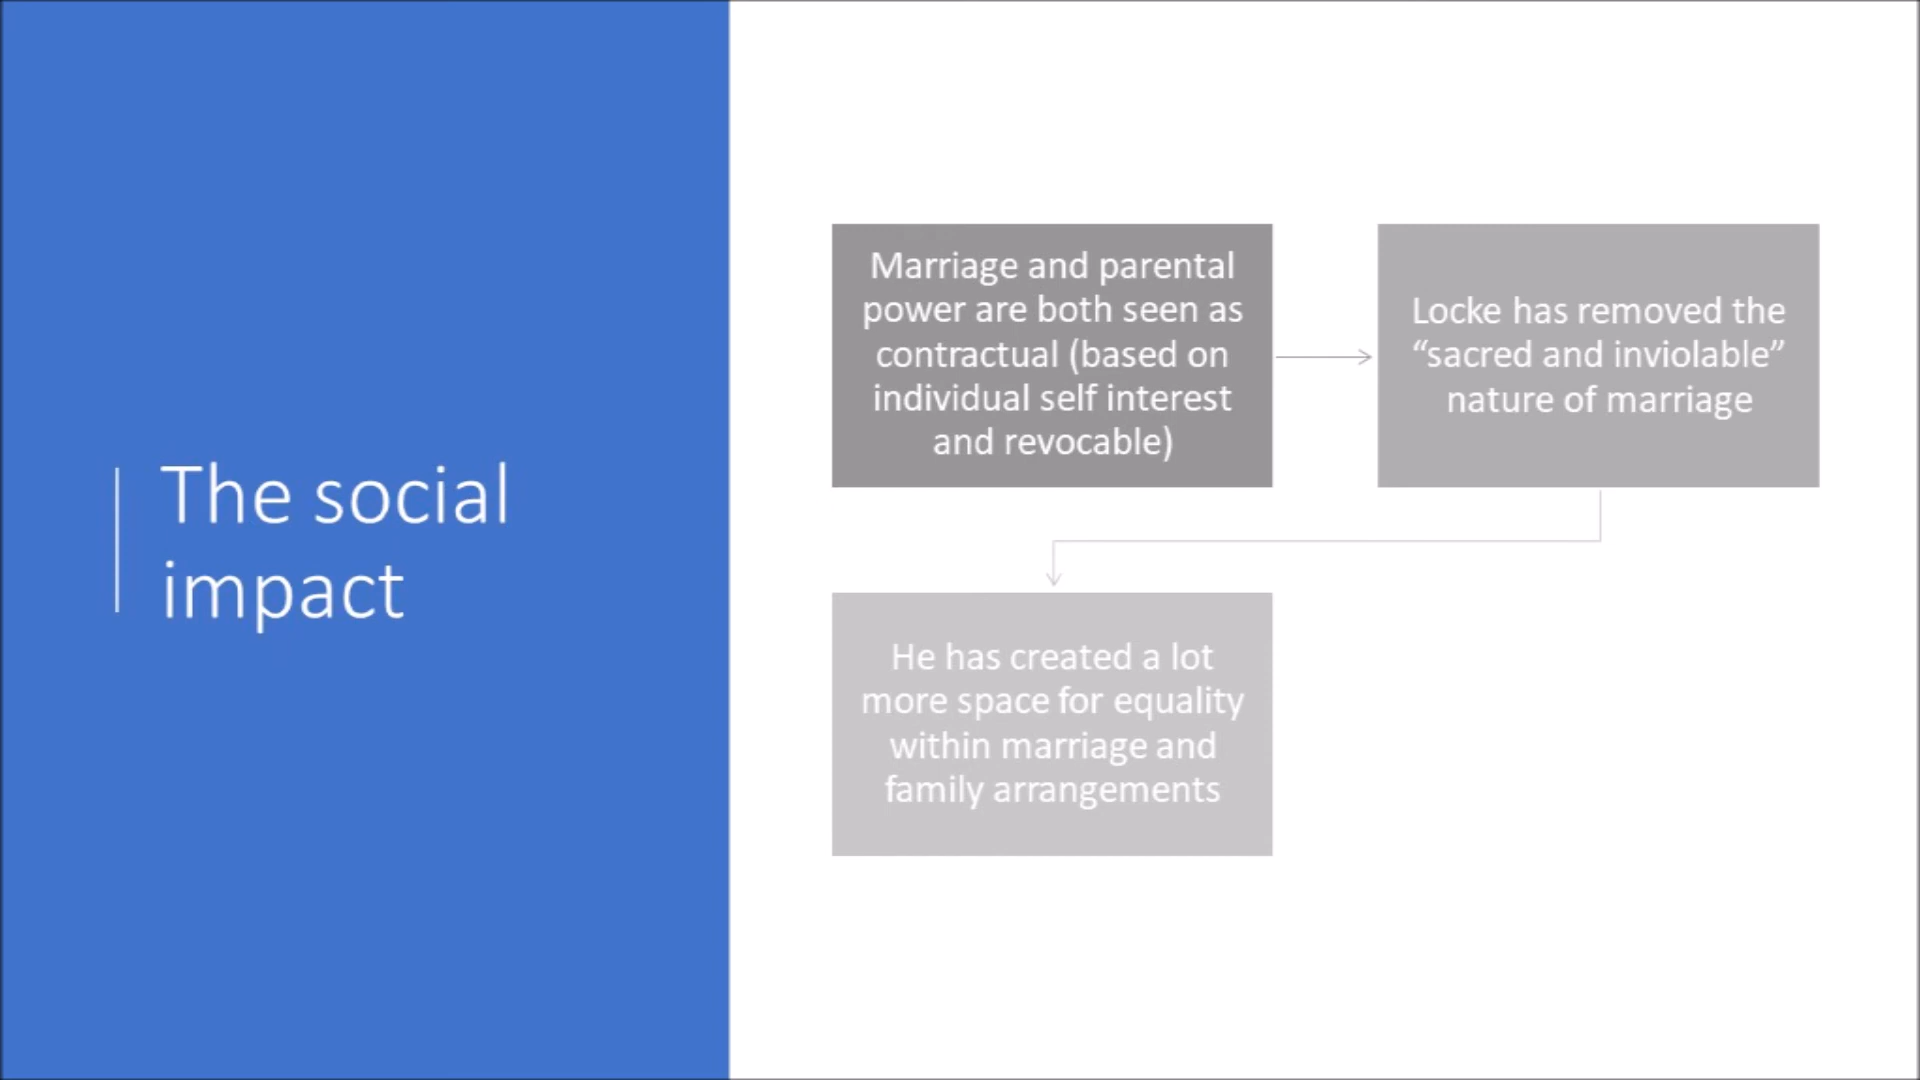 The social
impact
Marriage and parental
power are both seen as
contractual (based on
individual self interest
and revocable)
Locke has removed the
“sacred and inviolable”
nature of marriage
He has created a lot
more space for equality
within marriage and
family arrangements